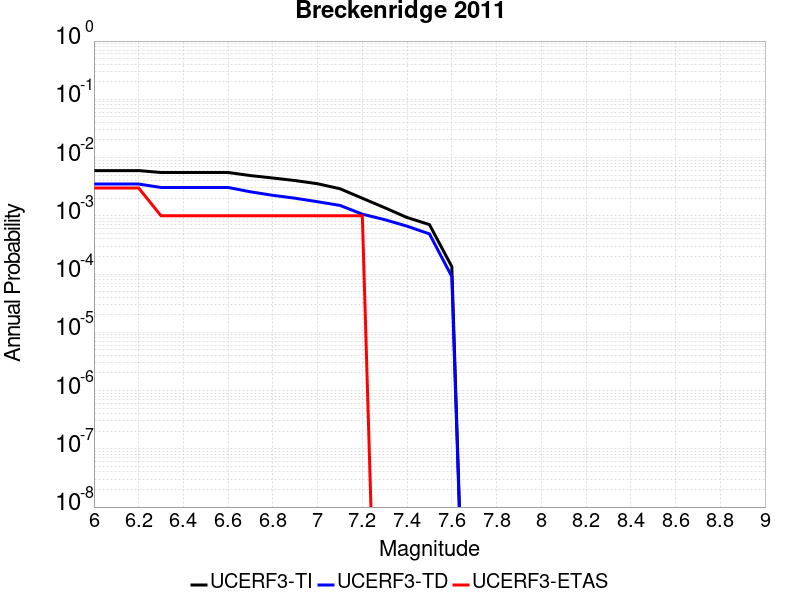 Breckenridge 2011
10^0
10^-1
10^-2
10^-3
10^-4
10^-5
10^-6
10^-7
10^-8
Annual Probability
6 6.2 6.4 6.6 6.8 7 7.2 7.4 7.6 7.8 8 8.2 8.4 8.6 8.8 9
Magnitude
UCERF3-TI UCERF3-TD UCERF3-ETAS